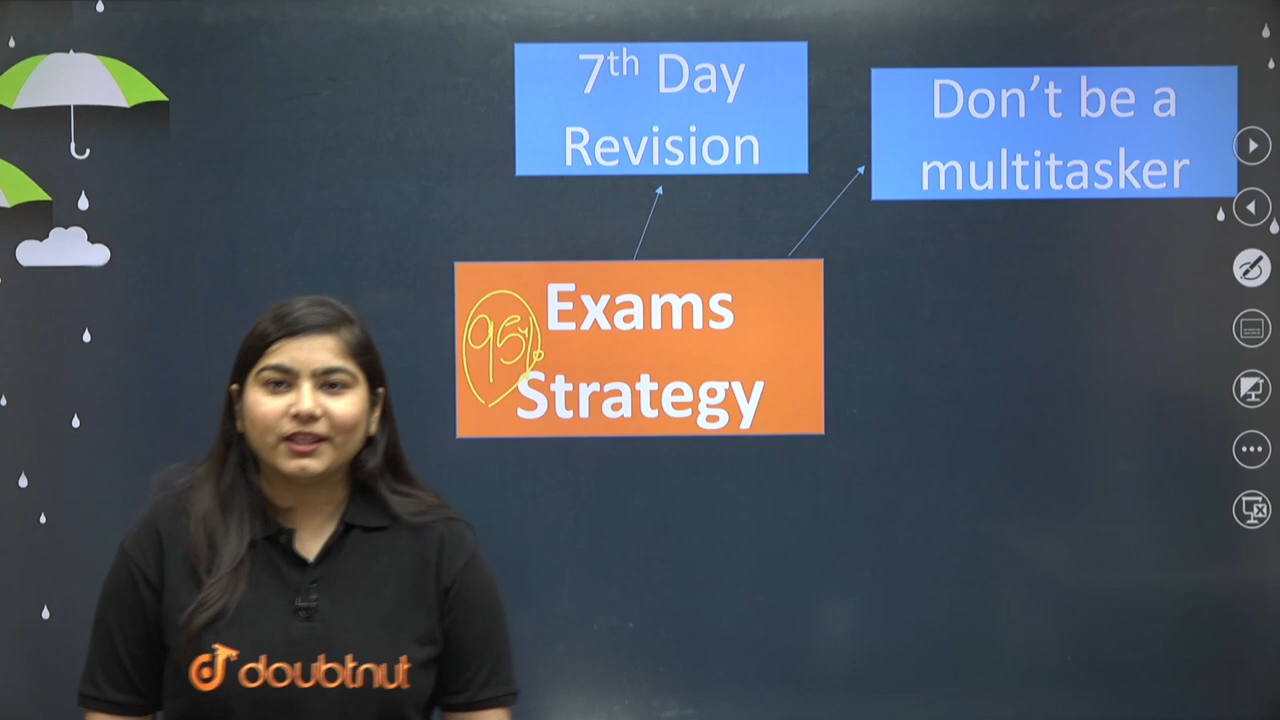 7th Day
Revision
Don't be a
multitasker
Exams
Strategy
95%
doubtnut